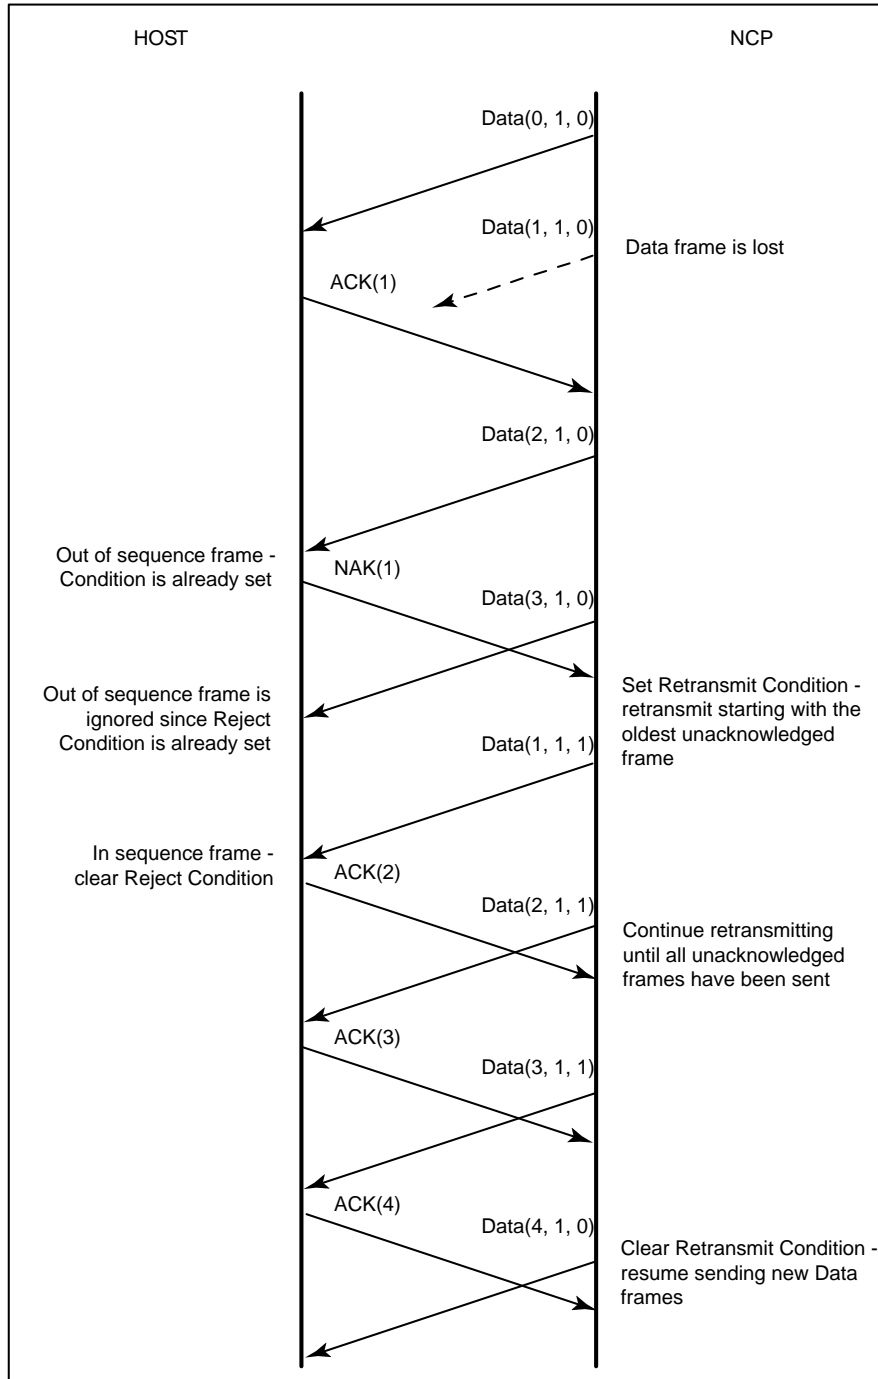 HOST
NCP
Data(0, 1, 0)
Data(1, 1, 0)
Data frame is lost
ACK(1)
Data(2, 1, 0)
Out of sequence frame -
Condition is already set
NAK(1)
Data(3, 1, 0)
Out of sequence frame is
ignored since Reject
Condition is already set
Set Retransmit Condition -
retransmit starting with the
oldest unacknowledged
frame
Data(1, 1, 1)
In sequence frame -
clear Reject Condition
ACK(2)
Data(2, 1, 1)
Continue retransmitting
until all unacknowledged
frames have been sent
ACK(3)
Data(3, 1, 1)
ACK(4)
Data(4, 1, 0)
Clear Retransmit Condition -
resume sending new Data
frames